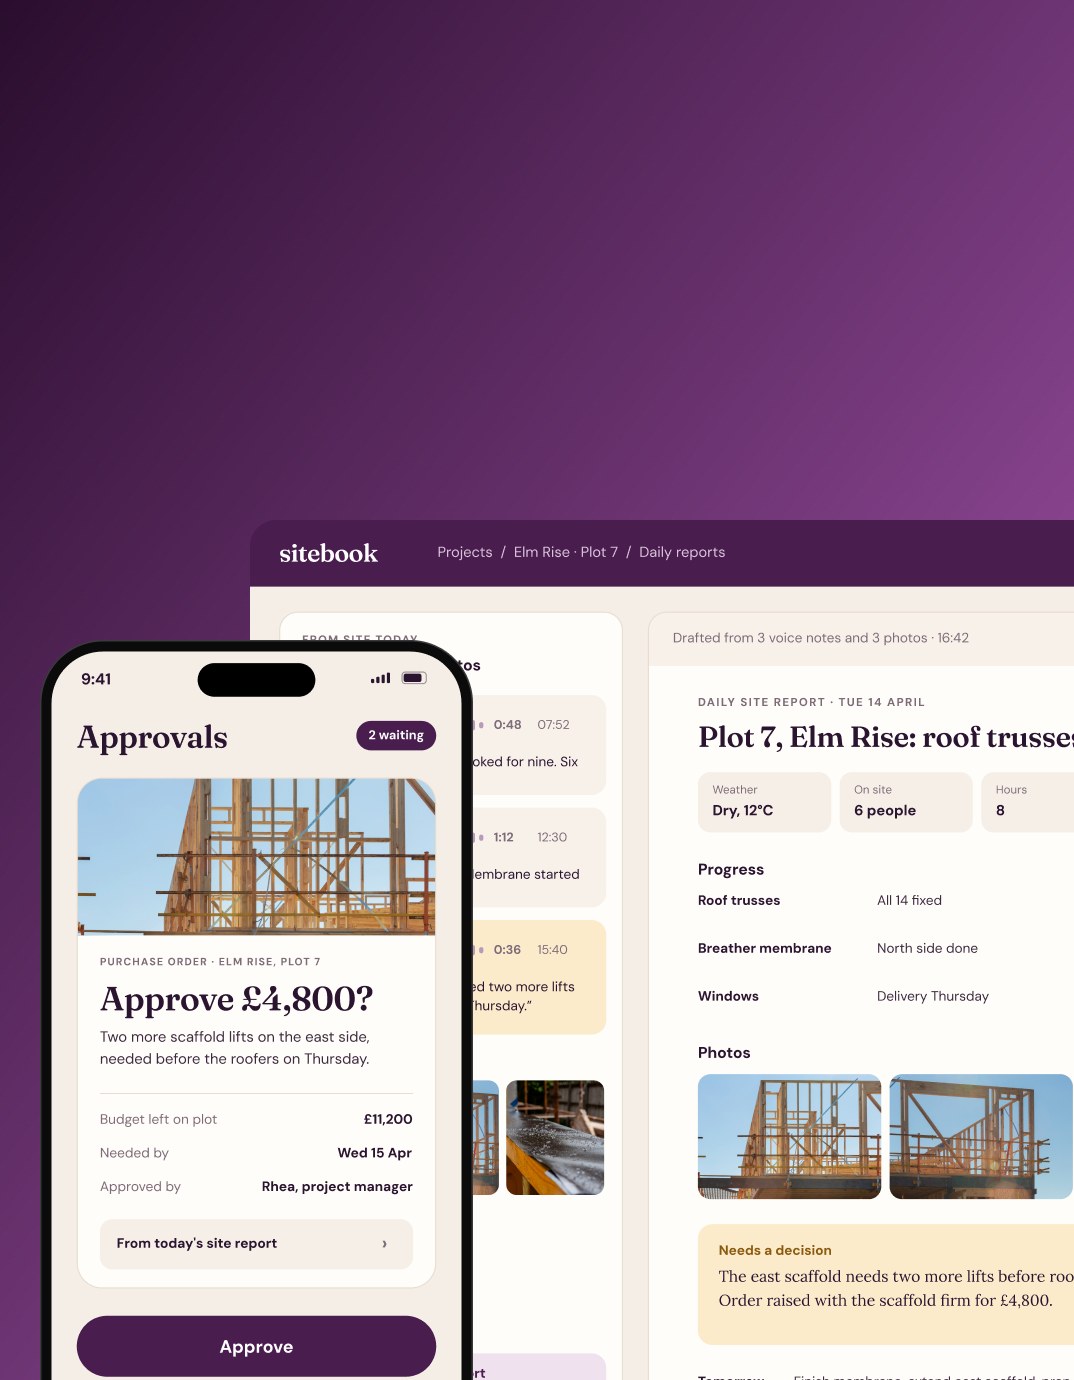 sitebook
Projects / Elm Rise · Plot 7 / Daily reports
FROM SITE TODAY
0:48 07:52
oked for nine. Six
1:12 12:30
embrane started
0:36 15:40
two more lifts
hursday.”
Drafted from 3 voice notes and 3 photos · 16:42
DAILY SITE REPORT · TUE 14 APRIL
Plot 7, Elm Rise: roof trusses
Weather
Dry, 12°C
On site
6 people
Hours
8
Progress
Roof trusses All 14 fixed
Breather membrane North side done
Windows Delivery Thursday
Photos
Needs a decision
The east scaffold needs two more lifts before roo
Order raised with the scaffold firm for £4,800.
9:41
Approvals
2 waiting
PURCHASE ORDER · ELM RISE, PLOT 7
Approve £4,800?
Two more scaffold lifts on the east side,
needed before the roofers on Thursday.
Budget left on plot £11,200
Needed by Wed 15 Apr
Approved by Rhea, project manager
From today's site report ›
Approve